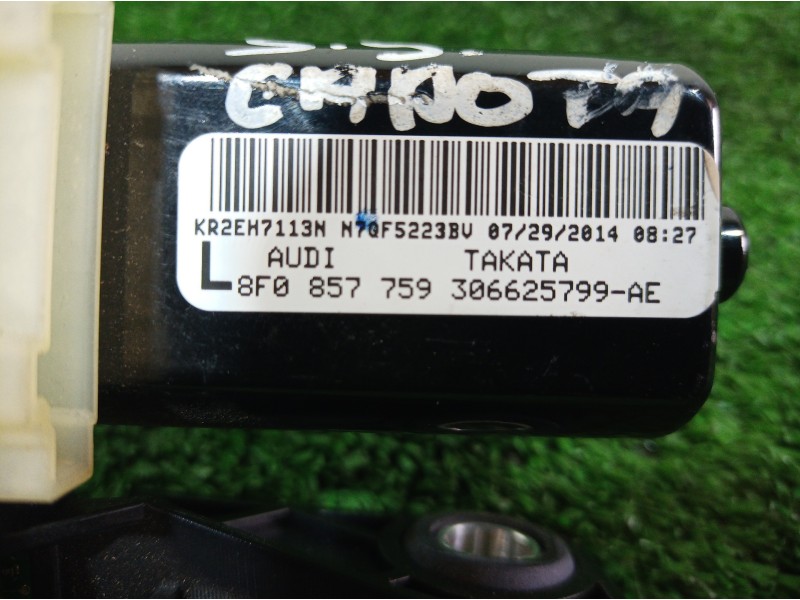 KR2EH7113N N7QF5223BV 07/29/2014 08:27
L AUDI TAKATA
8F0 857 759 306625799-AE